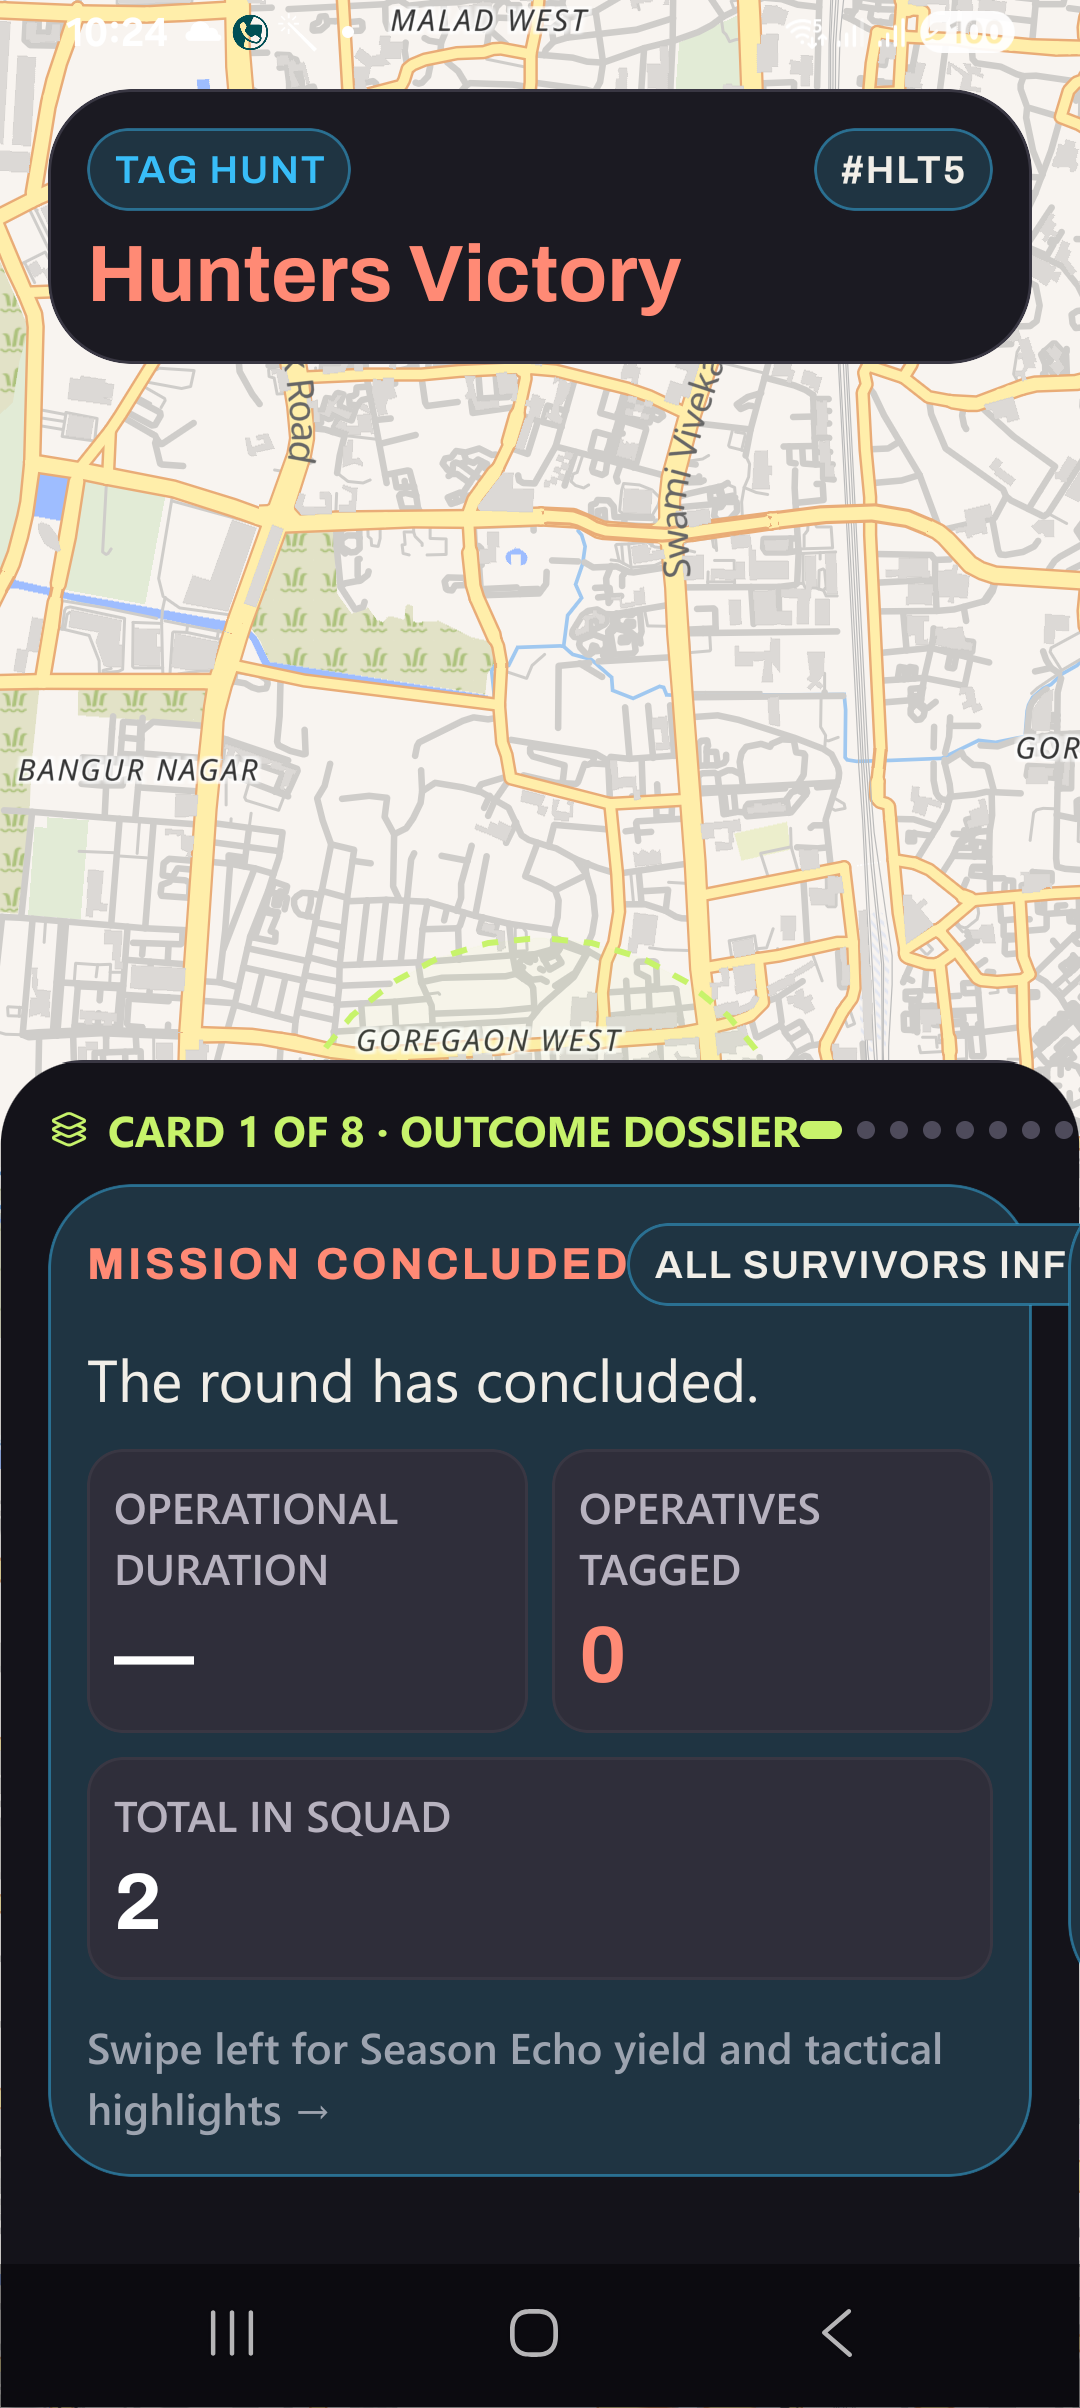 MALAD WEST
10:24
5
100
TAG HUNT
#HLT5
Hunters Victory
Road
Swami Viveka
BANGUR NAGAR
GOR
GOREGAON WEST
CARD 1 OF 8 · OUTCOME DOSSIER
MISSION CONCLUDED
ALL SURVIVORS INF
The round has concluded.
OPERATIONAL
DURATION
—
OPERATIVES
TAGGED
0
TOTAL IN SQUAD
2
Swipe left for Season Echo yield and tactical
highlights →